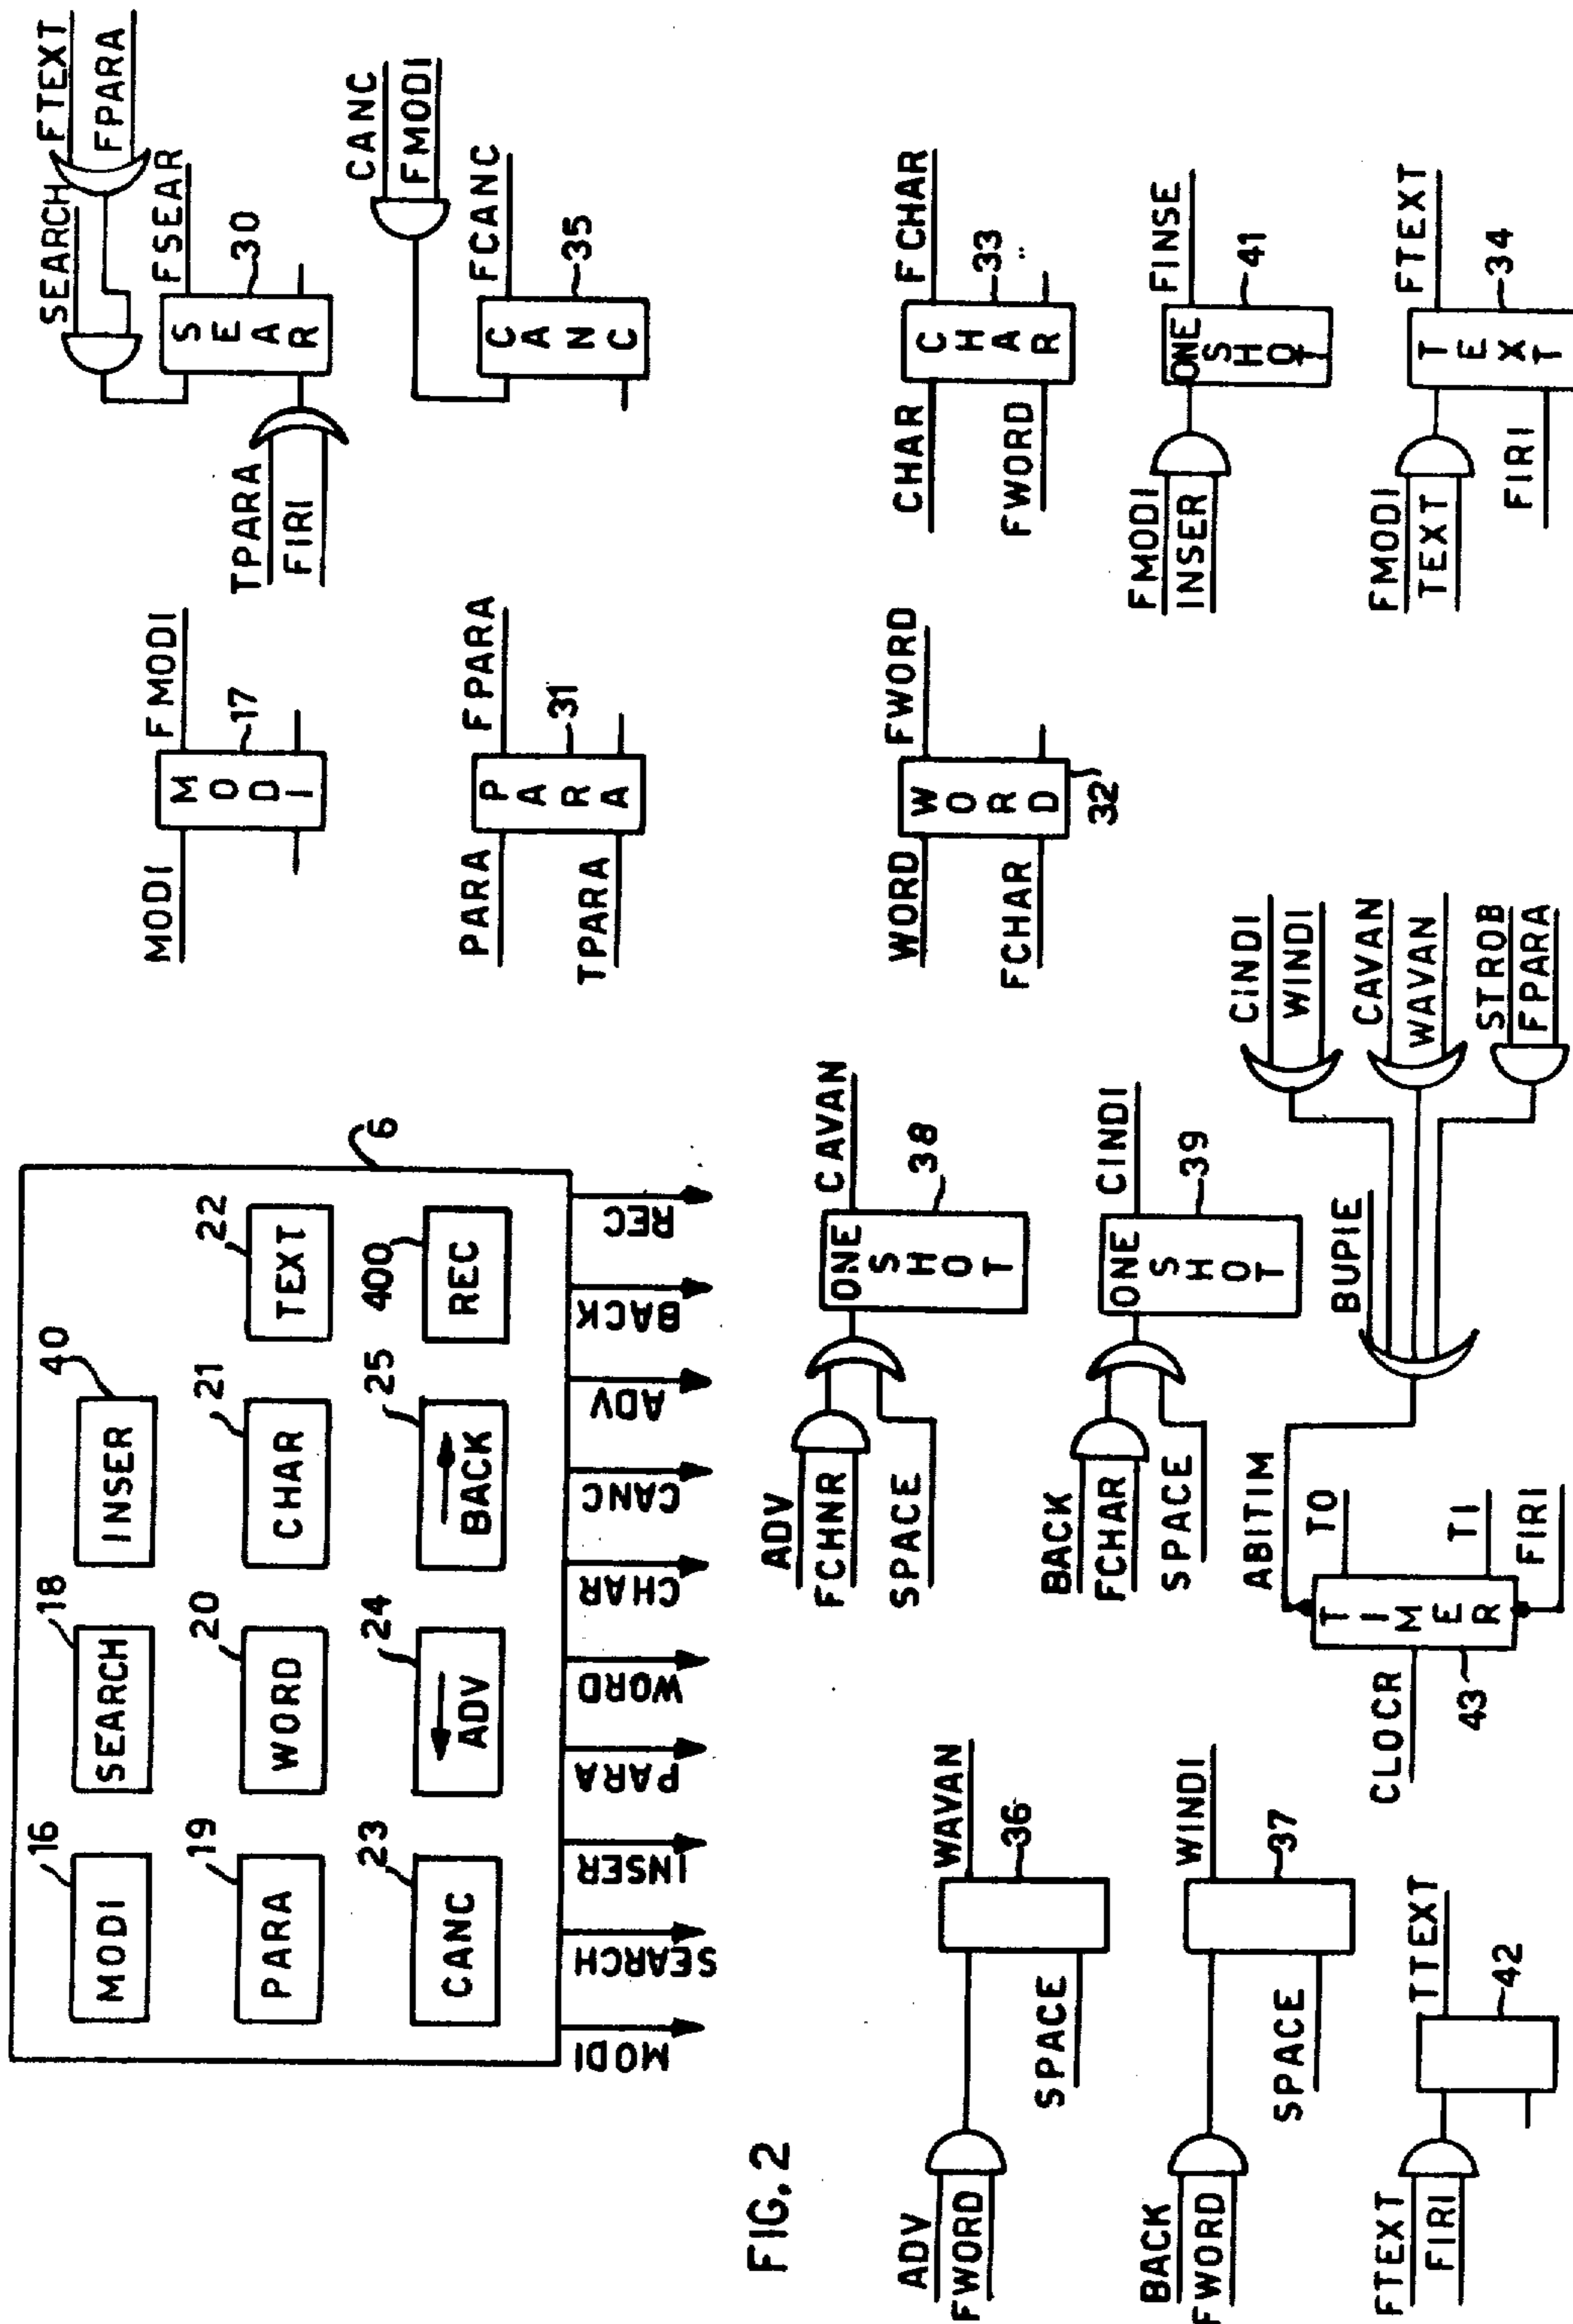 6
16
MODI
18
SEARCH
40
INSER
19
PARA
20
WORD
21
CHAR
22
TEXT
23
CANC
24
ADV
25
BACK
400
REC
MODI
SEARCH
INSER
PARA
WORD
CHAR
CANC
ADV
BACK
REC
MODI
MODI
FMODI
17
SEARCH
FTEXT
FPARA
FSEAR
SEAR
30
TPARA
FIRI
PARA
TPARA
PARA
FPARA
31
CANC
FMODI
CANC
FCANC
35
FIG.2
ADV
FWORD
SPACE
WAVAN
36
ADV
FCHNR
SPACE
ONE
SHOT
CAVAN
38
WORD
FCHAR
WORD
FWORD
32
CHAR
FWORD
CHAR
FCHAR
33
BACK
FWORD
SPACE
WINDI
37
BACK
FCHAR
SPACE
ONE
SHOT
CINDI
39
FMODI
INSER
ONE
SHOT
FINSE
41
FTEXT
FIRI
TTEXT
42
CLOCR
43
TIMER
ABITIM
TO
TI
FIRI
BUPIE
CINDI
WINDI
CAVAN
WAVAN
STROB
FPARA
FMODI
TEXT
FIRI
TEXT
FTEXT
34